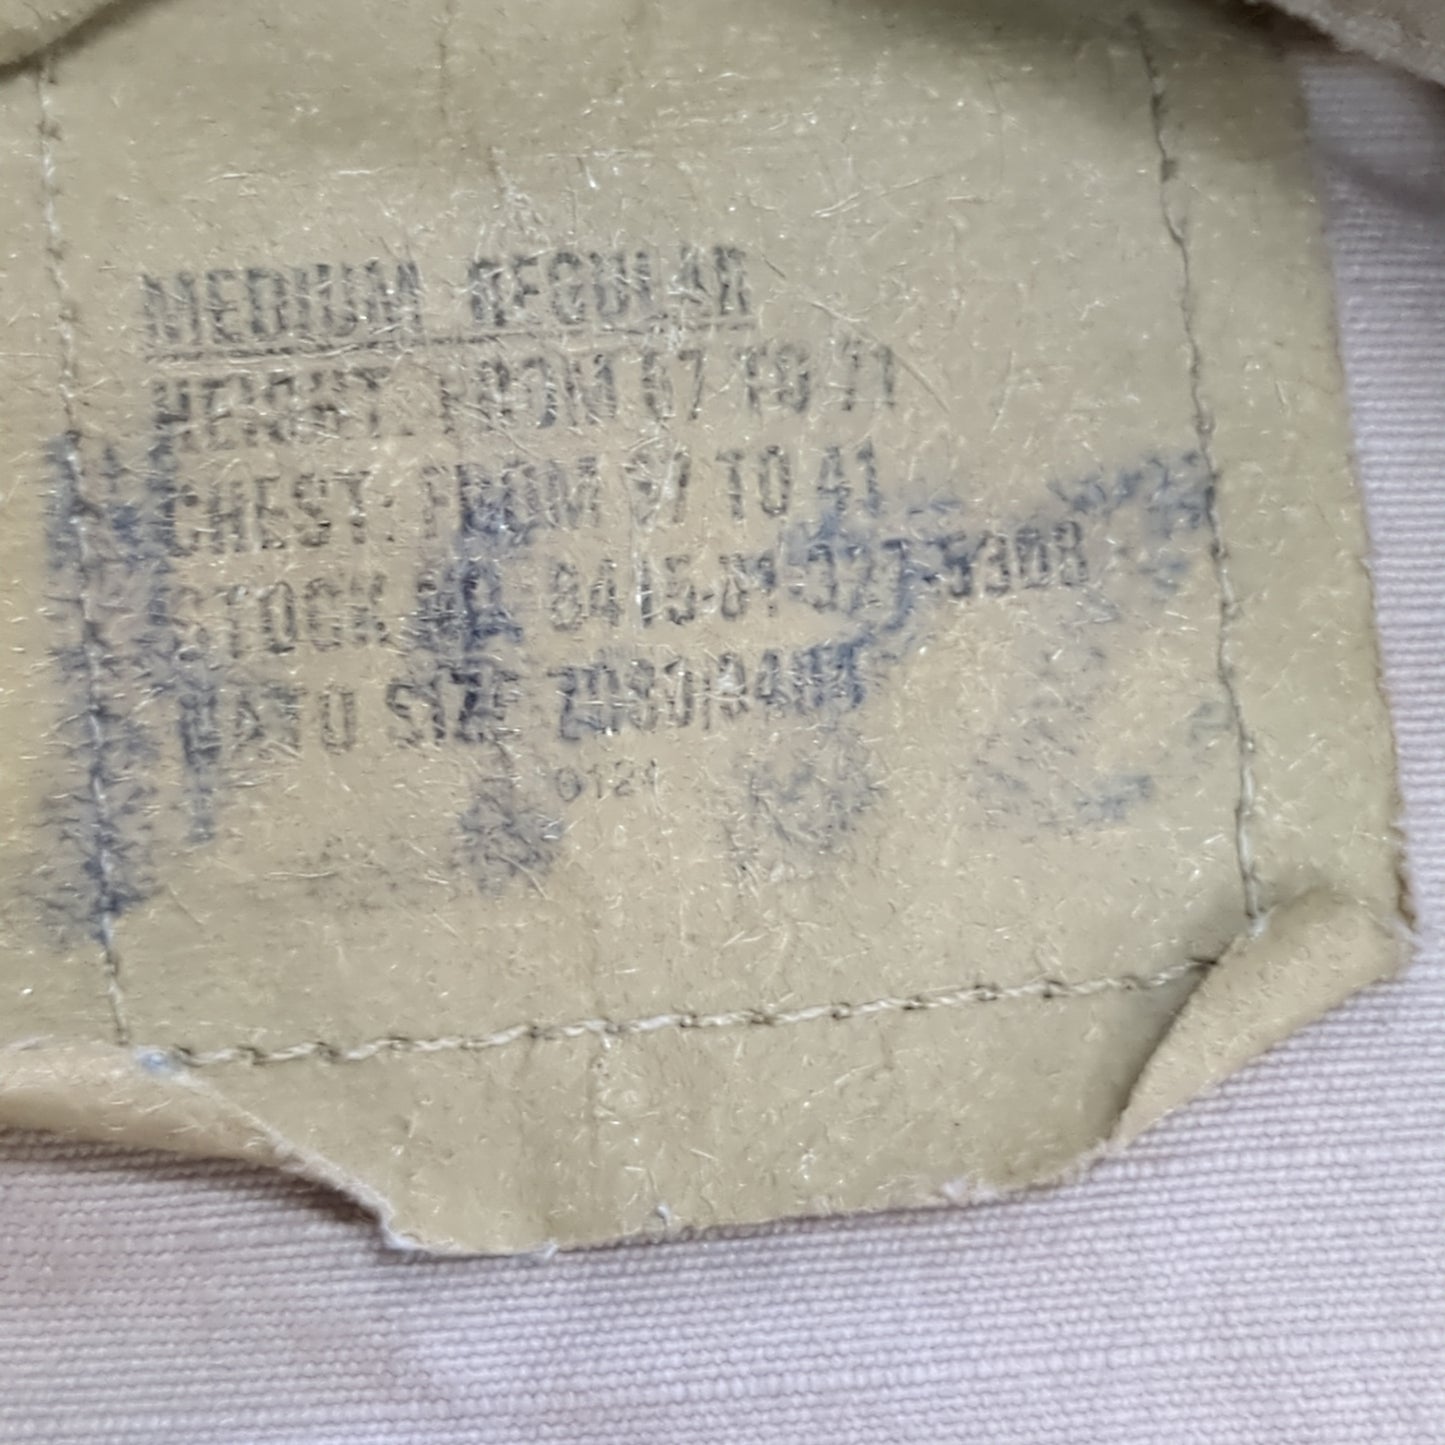 MEDIUM REGULAR
HEIGHT: FROM 67 TO 71
CHEST: FROM 37 TO 41
STOCK NO. 8415-01-327-5308
NATO SIZE 7080/9404
0121